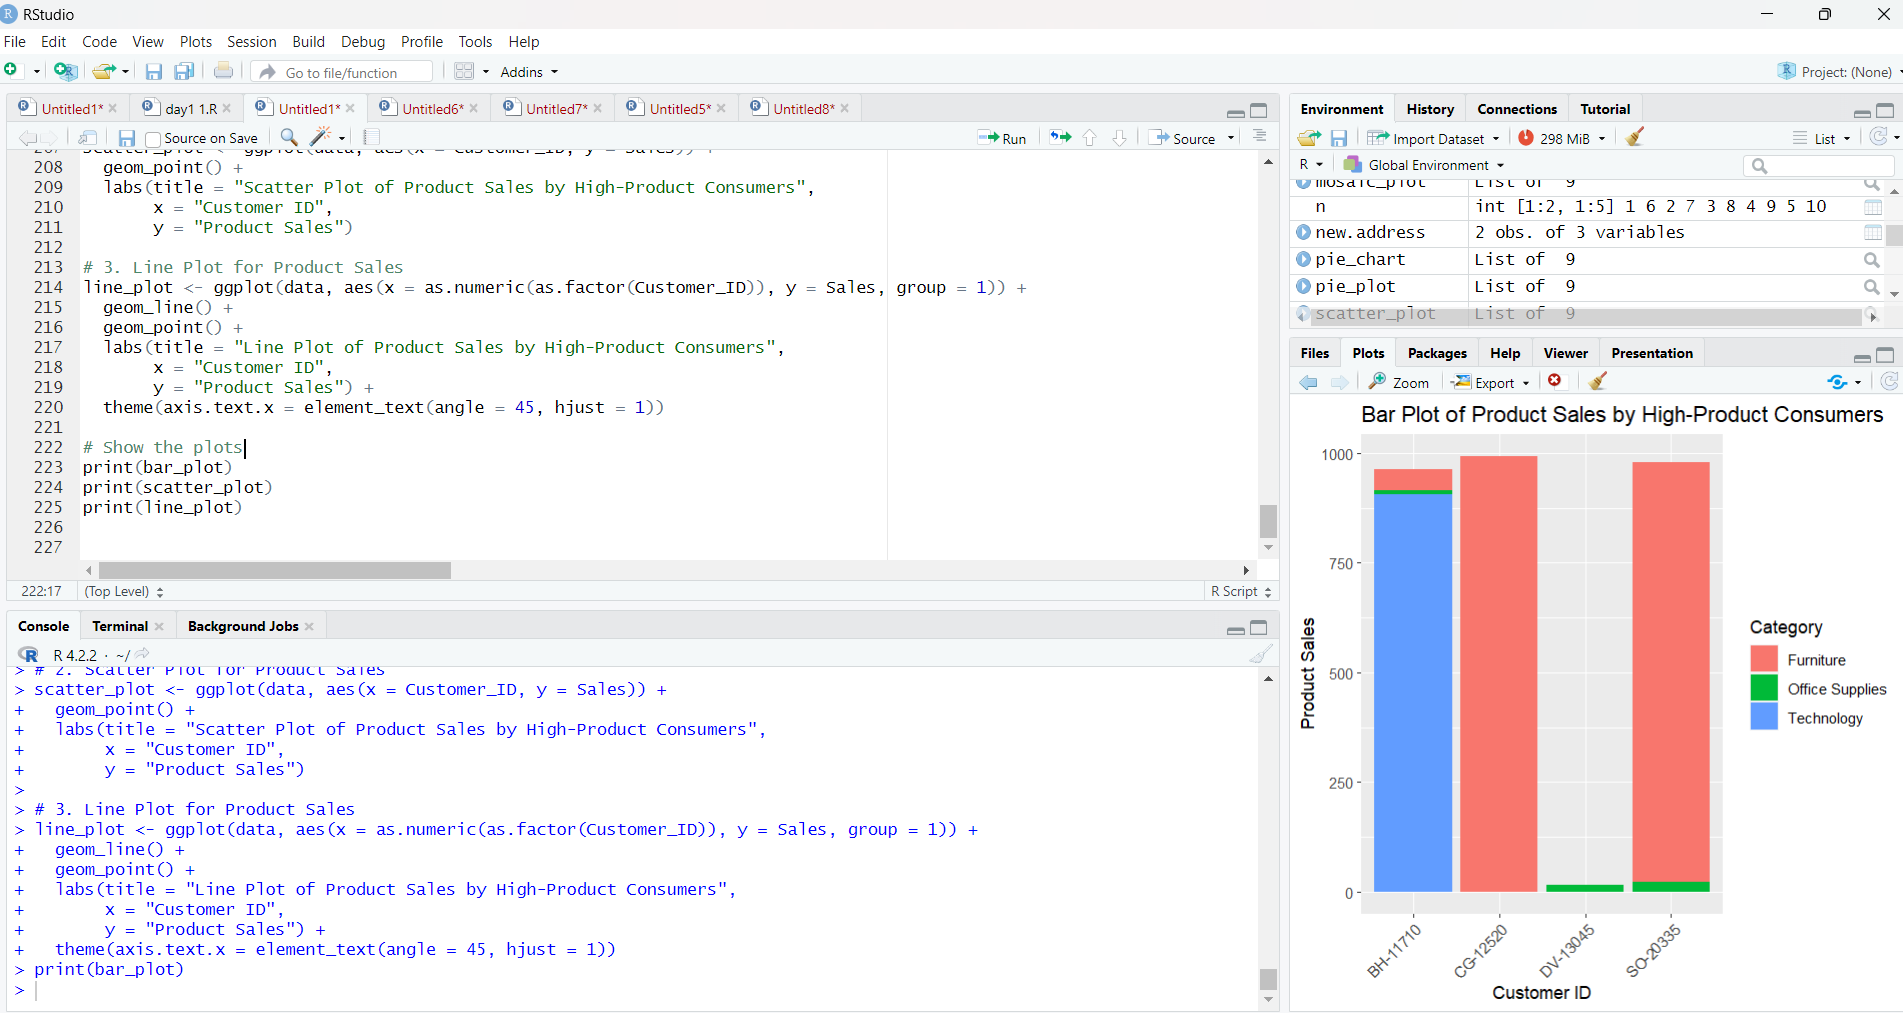 RStudio
File Edit Code View Plots Session Build Debug Profile Tools Help
Go to file/function Addins Project: (None)
Untitled1* day1 1.R Untitled1* Untitled6* Untitled7* Untitled5* Untitled8*
Source on Save Run Source
208 geom_point() +
209 labs(title = "Scatter Plot of Product Sales by High-Product Consumers",
210 x = "Customer ID",
211 y = "Product Sales")
212
213 # 3. Line Plot for Product Sales
214 line_plot <- ggplot(data, aes(x = as.numeric(as.factor(Customer_ID)), y = Sales, group = 1)) +
215 geom_line() +
216 geom_point() +
217 labs(title = "Line Plot of Product Sales by High-Product Consumers",
218 x = "Customer ID",
219 y = "Product Sales") +
220 theme(axis.text.x = element_text(angle = 45, hjust = 1))
221
222 # Show the plots
223 print(bar_plot)
224 print(scatter_plot)
225 print(line_plot)
226
227
222:17 (Top Level) R Script
Console Terminal Background Jobs
R 4.2.2 · ~/
> # 2. Scatter Plot for Product Sales
> scatter_plot <- ggplot(data, aes(x = Customer_ID, y = Sales)) +
+ geom_point() +
+ labs(title = "Scatter Plot of Product Sales by High-Product Consumers",
+ x = "Customer ID",
+ y = "Product Sales")
>
> # 3. Line Plot for Product Sales
> line_plot <- ggplot(data, aes(x = as.numeric(as.factor(Customer_ID)), y = Sales, group = 1)) +
+ geom_line() +
+ geom_point() +
+ labs(title = "Line Plot of Product Sales by High-Product Consumers",
+ x = "Customer ID",
+ y = "Product Sales") +
+ theme(axis.text.x = element_text(angle = 45, hjust = 1))
> print(bar_plot)
>
Environment History Connections Tutorial
Import Dataset 298 MiB List
R Global Environment
mosaic_plot List of 9
n int [1:2, 1:5] 1 6 2 7 3 8 4 9 5 10
new.address 2 obs. of 3 variables
pie_chart List of 9
pie_plot List of 9
scatter_plot List of 9
Files Plots Packages Help Viewer Presentation
Zoom Export
Bar Plot of Product Sales by High-Product Consumers
1000
750
500
250
0
Product Sales
BH-11710
CG-12520
DV-13045
SO-20335
Customer ID
Category
Furniture
Office Supplies
Technology